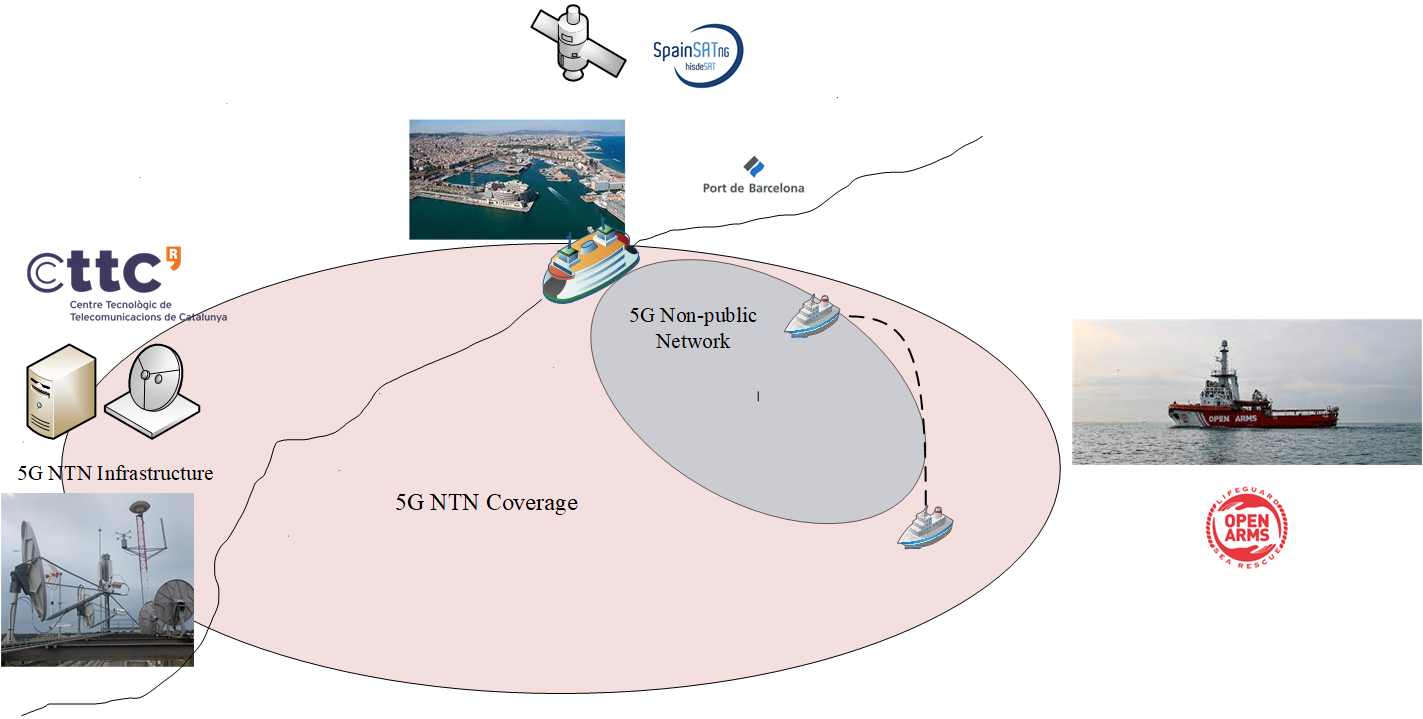 SpainSATNG
hisdeSAT
Port de Barcelona
cttc R
Centre Tecnològic de
Telecomunicacions de Catalunya
5G Non-public
Network
OPEN ARMS
5G NTN Infrastructure
5G NTN Coverage
LIFEGUARD
OPEN
ARMS
SEA RESCUE